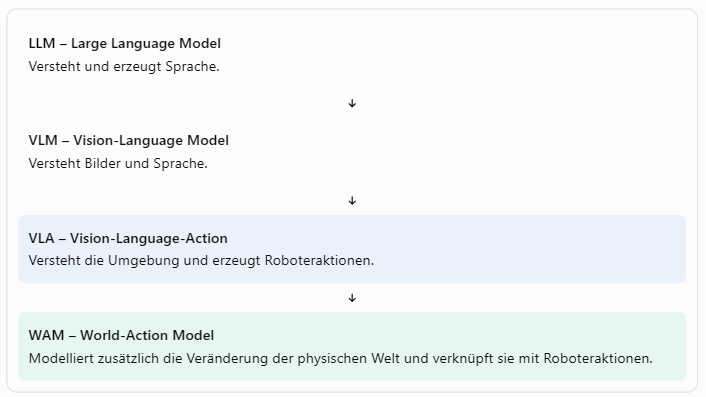 LLM – Large Language Model
Versteht und erzeugt Sprache.
↓
VLM – Vision-Language Model
Versteht Bilder und Sprache.
↓
VLA – Vision-Language-Action
Versteht die Umgebung und erzeugt Roboteraktionen.
↓
WAM – World-Action Model
Modelliert zusätzlich die Veränderung der physischen Welt und verknüpft sie mit Roboteraktionen.